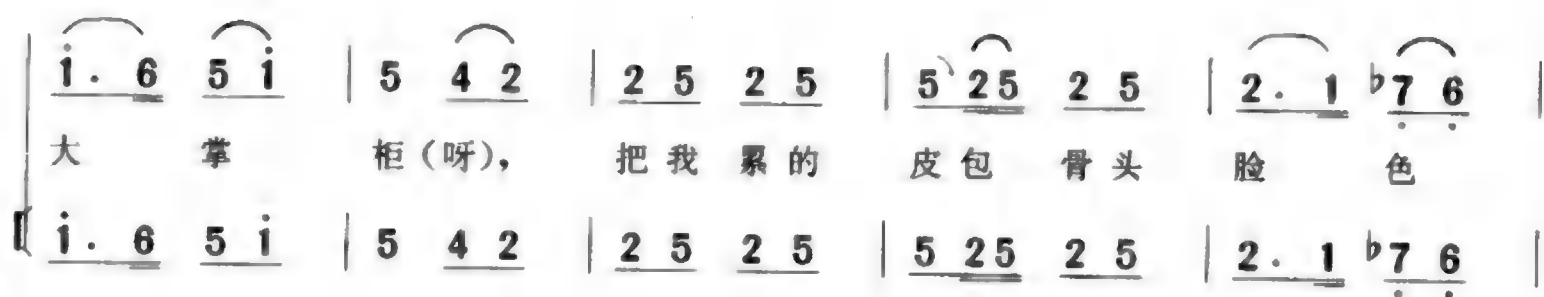 i. 6 5 i | 5 4 2 | 2 5 2 5 | 5 25 2 5 | 2. 1 ♭7 6 |
大 掌 柜（呀）， 把 我 累 的 皮 包 骨 头 脸 色
i. 6 5 i | 5 4 2 | 2 5 2 5 | 5 25 2 5 | 2. 1 ♭7 6 |